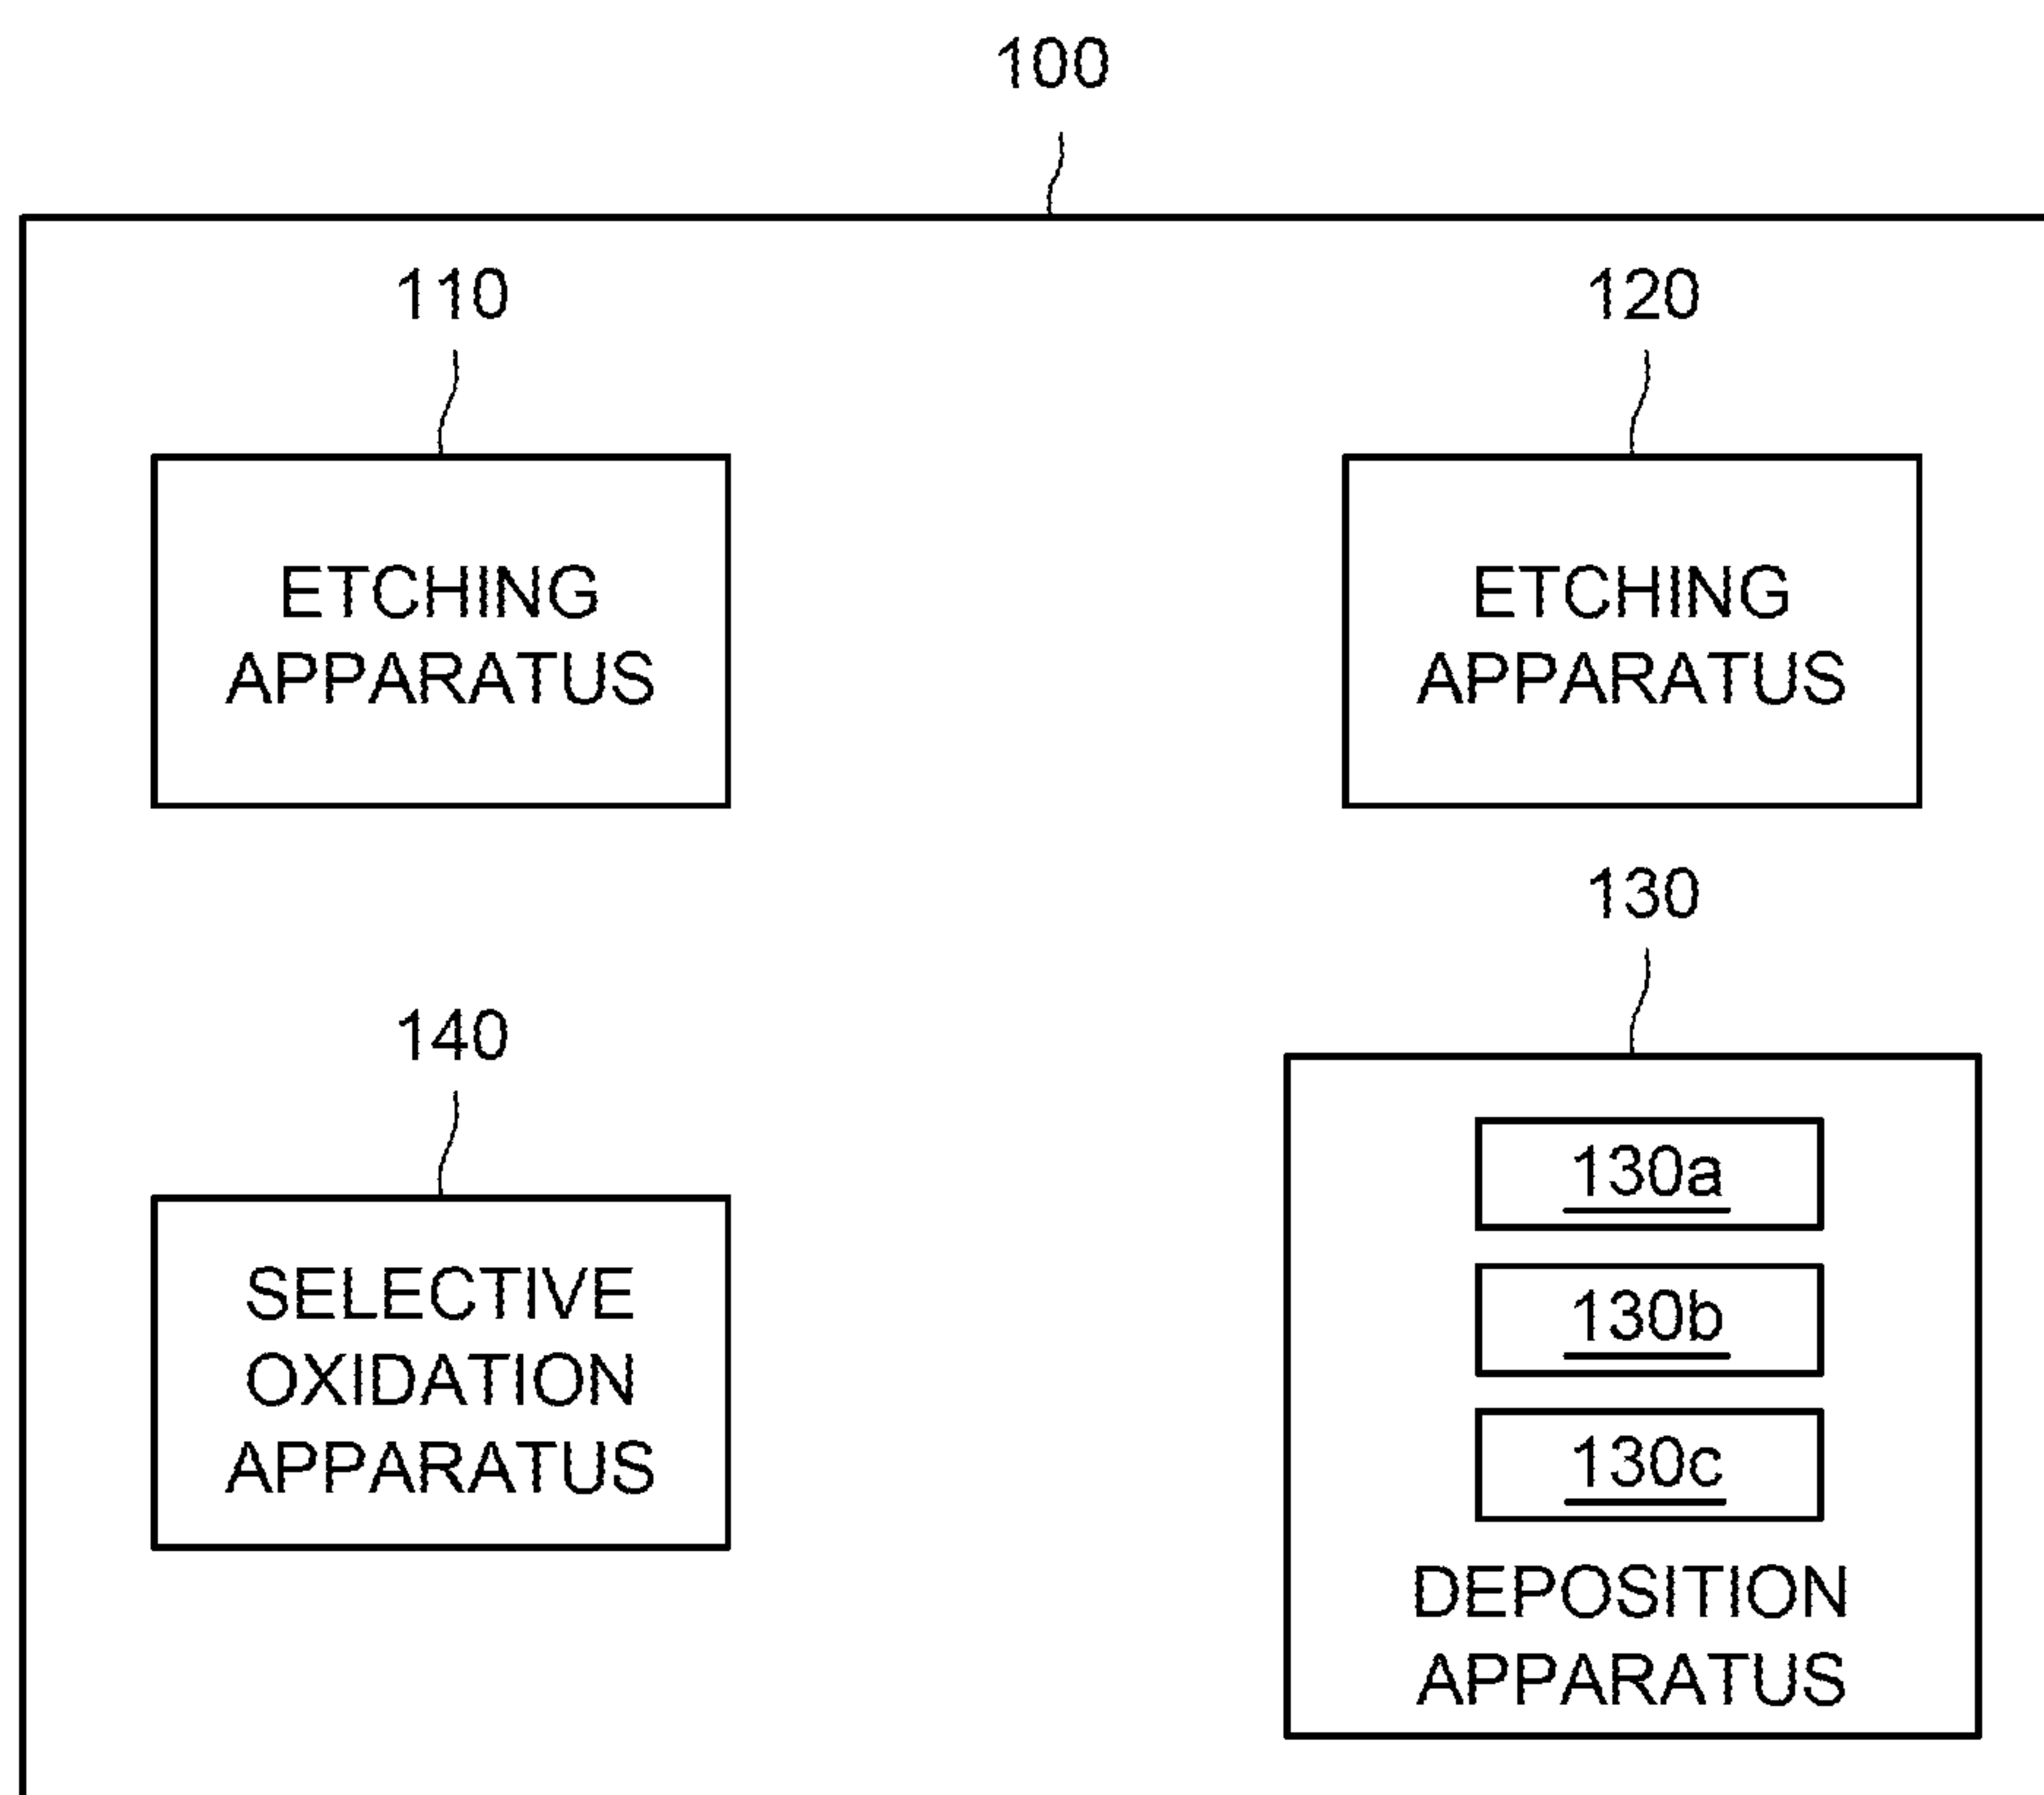 100
110
120
ETCHING
APPARATUS
ETCHING
APPARATUS
130
140
130a
130b
130c
SELECTIVE
OXIDATION
APPARATUS
DEPOSITION
APPARATUS